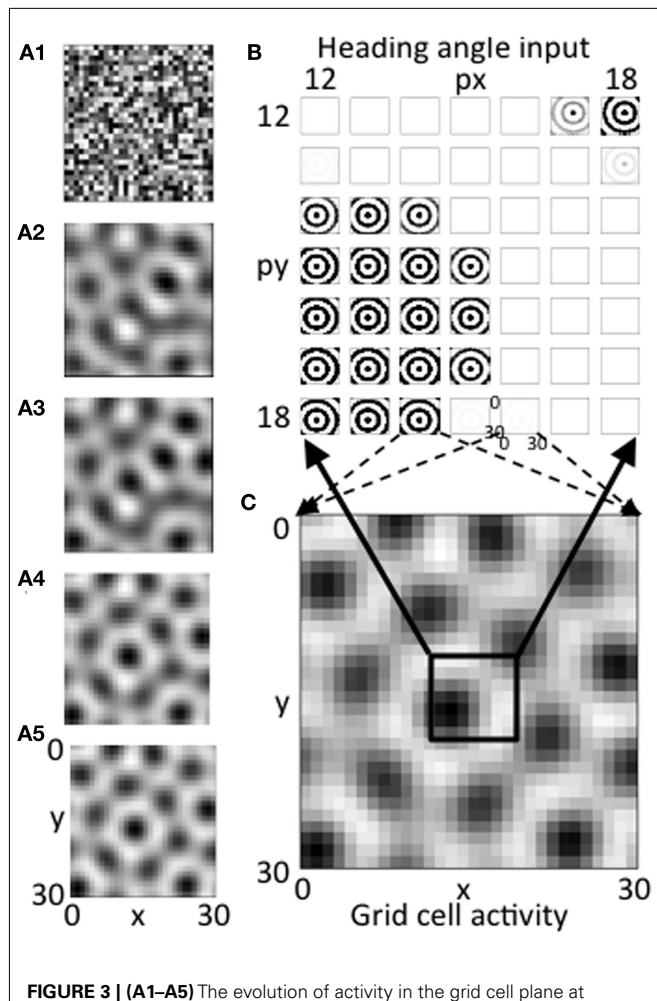 A1
B
Heading angle input
12 px 18
12
A2
py
A3
18
0
30
0 30
C
A4
0
y
A5
0
y
30
0 x 30
30
0 x 30
Grid cell activity
FIGURE 3 | (A1–A5) The evolution of activity in the grid cell plane at